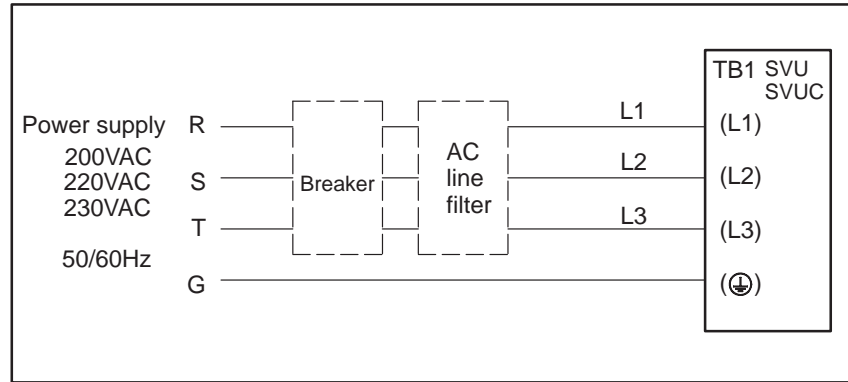 TB1 SVU
SVUC
Power supply
200VAC
220VAC
230VAC
50/60Hz
R
S
T
G
Breaker
AC
line
filter
L1
L2
L3
(L1)
(L2)
(L3)
(⏚)